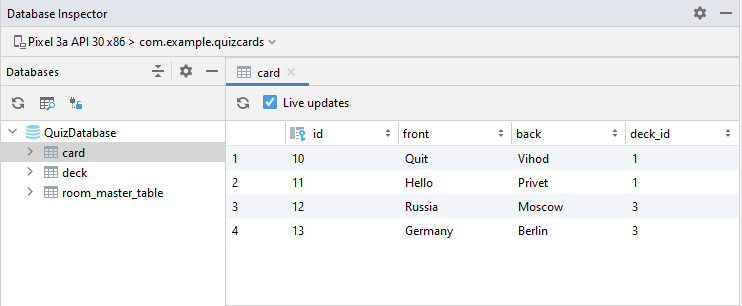 Database Inspector
Pixel 3a API 30 x86 > com.example.quizcards
Databases
card
Live updates
QuizDatabase
card
deck
room_master_table
id front back deck_id
1 10 Quit Vihod 1
2 11 Hello Privet 1
3 12 Russia Moscow 3
4 13 Germany Berlin 3